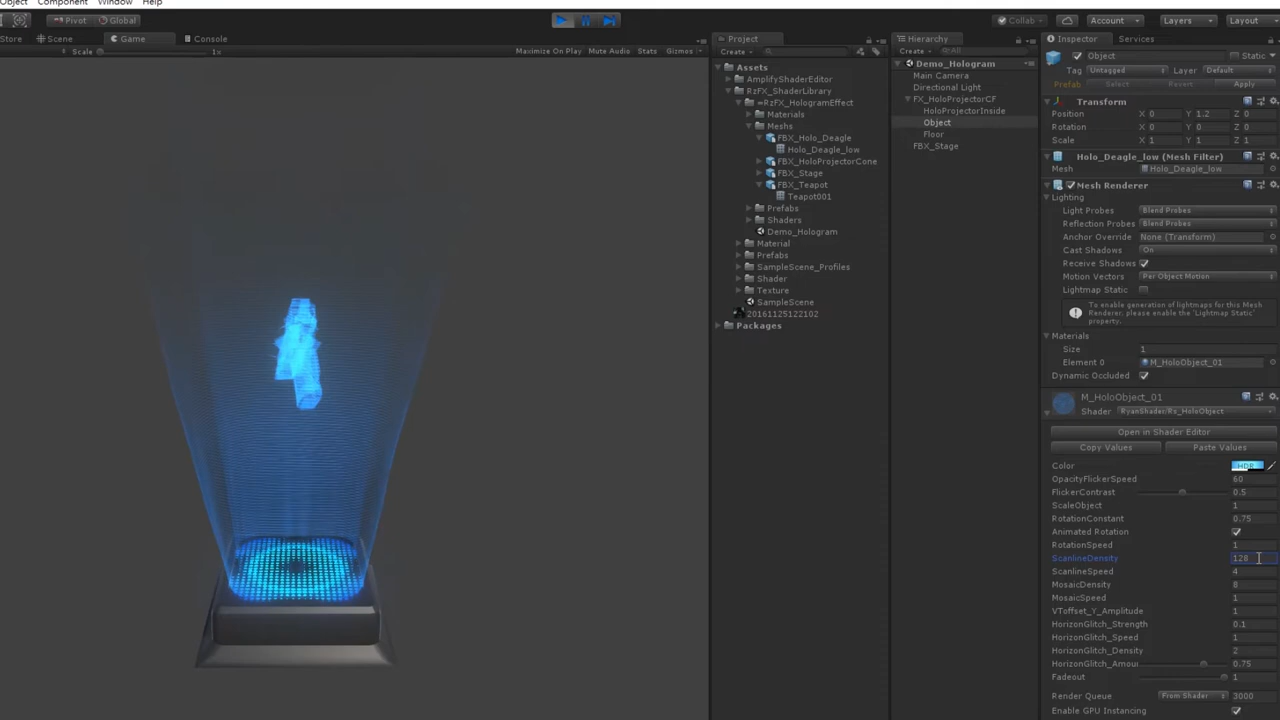 Object Component Window Help
Pivot Global Collab Account Layers Layout
Store Scene Game Console
Scale 1x Maximize On Play Mute Audio Stats Gizmos
Project
Create
Assets
AmplifyShaderEditor
RzFX_ShaderLibrary
=RzFX_HologramEffect
Materials
Meshs
FBX_Holo_Deagle
Holo_Deagle_low
FBX_HoloProjectorCone
FBX_Stage
FBX_Teapot
Teapot001
Prefabs
Shaders
Demo_Hologram
Material
Prefabs
SampleScene_Profiles
Shader
Texture
SampleScene
20161125122102
Packages
Hierarchy
Create All
Demo_Hologram
Main Camera
Directional Light
FX_HoloProjectorCF
HoloProjectorInside
Object
Floor
FBX_Stage
Inspector Services
Object Static
Tag Untagged Layer Default
Prefab Select Revert Apply
Transform
Position X 0 Y 1.2 Z 0
Rotation X 0 Y 0 Z 0
Scale X 1 Y 1 Z 1
Holo_Deagle_low (Mesh Filter)
Mesh Holo_Deagle_low
Mesh Renderer
Lighting
Light Probes Blend Probes
Reflection Probes Blend Probes
Anchor Override None (Transform)
Cast Shadows On
Receive Shadows
Motion Vectors Per Object Motion
Lightmap Static
To enable generation of lightmaps for this Mesh
Renderer, please enable the 'Lightmap Static'
property.
Materials
Size 1
Element 0 M_HoloObject_01
Dynamic Occluded
M_HoloObject_01
Shader RyanShader/Rs_HoloObject
Open in Shader Editor
Copy Values Paste Values
Color HDR
OpacityFlickerSpeed 60
FlickerContrast 0.5
ScaleObject 1
RotationConstant 0.75
Animated Rotation
RotationSpeed 1
ScanlineDensity 128
ScanlineSpeed 4
MosaicDensity 8
MosaicSpeed 1
VToffset_Y_Amplitude 1
HorizonGlitch_Strength 0.1
HorizonGlitch_Speed 1
HorizonGlitch_Density 2
HorizonGlitch_Amou 0.75
Fadeout 1
Render Queue From Shader 3000
Enable GPU Instancing